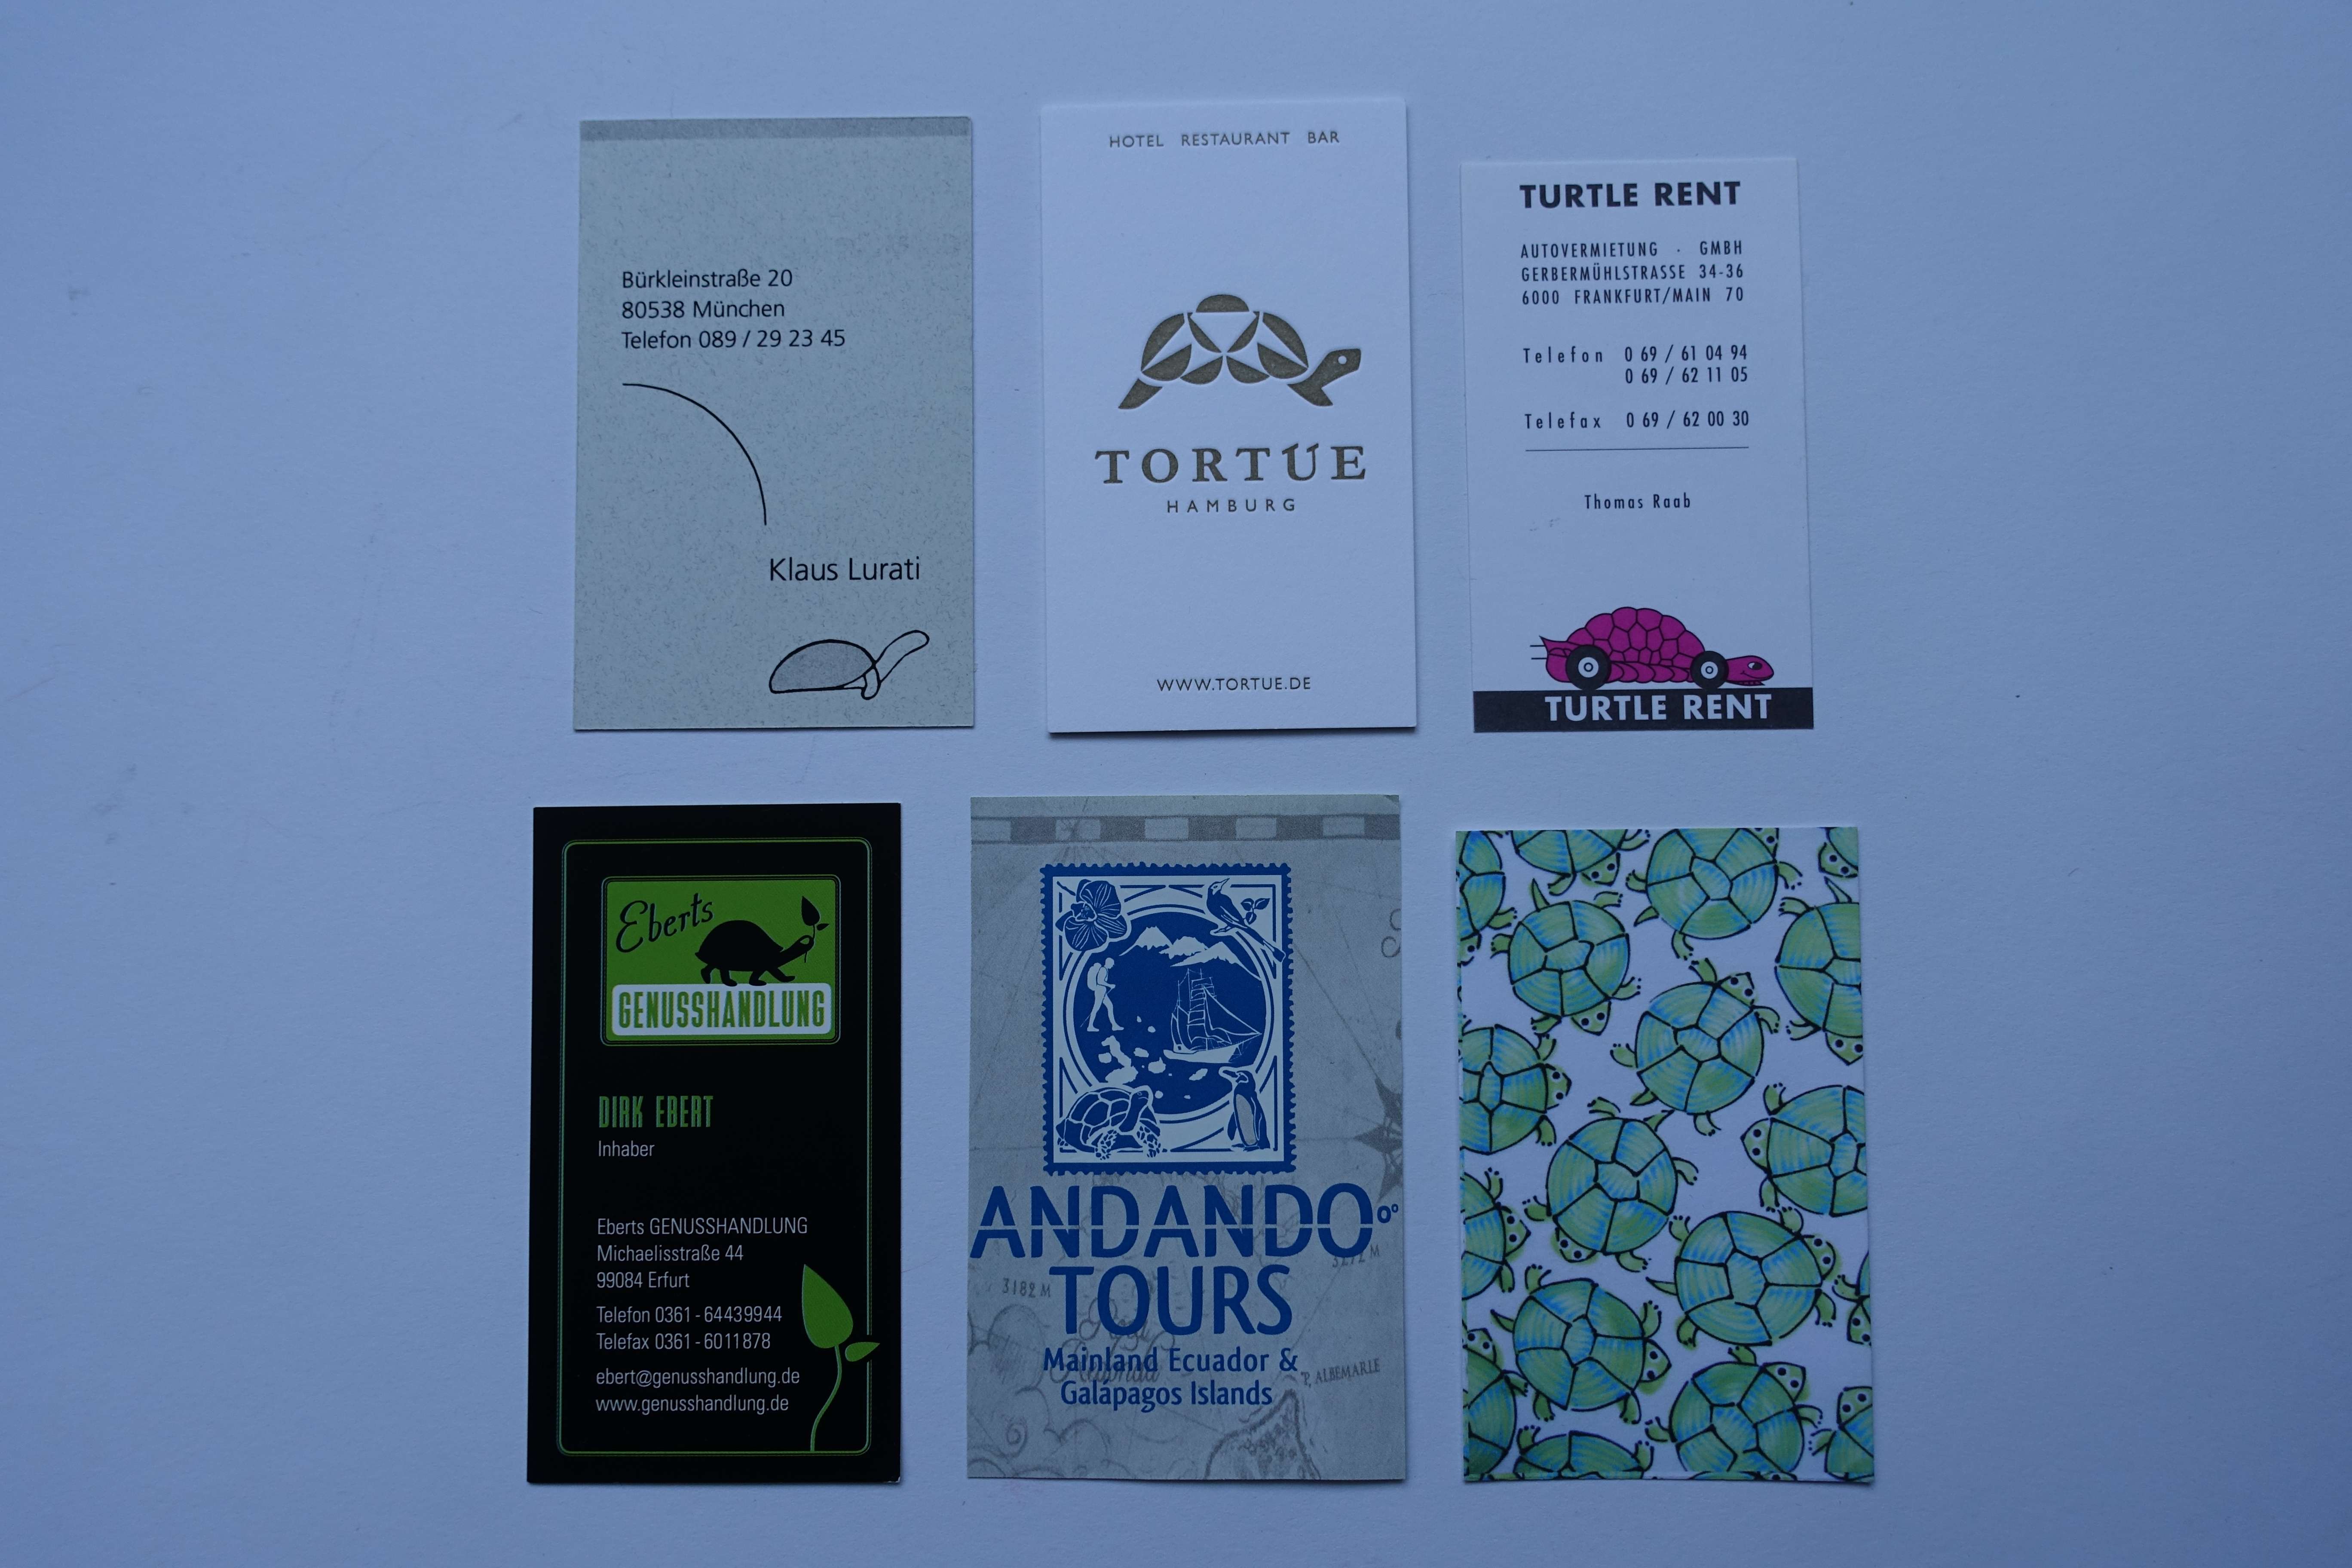 Bürkleinstraße 20
80538 München
Telefon 089 / 29 23 45
Klaus Lurati
HOTEL RESTAURANT BAR
TORTUE
HAMBURG
WWW.TORTUE.DE
TURTLE RENT
AUTOVERMIETUNG · GMBH
GERBERMÜHLSTRASSE 34-36
6000 FRANKFURT/MAIN 70
Telefon 0 69 / 61 04 94
0 69 / 62 11 05
Telefax 0 69 / 62 00 30
Thomas Raab
TURTLE RENT
Eberts
GENUSSHANDLUNG
DIRK EBERT
Inhaber
Eberts GENUSSHANDLUNG
Michaelisstraße 44
99084 Erfurt
Telefon 0361 - 64439944
Telefax 0361 - 6011878
ebert@genusshandlung.de
www.genusshandlung.de
ANDANDO
TOURS
3182 M
Mainland Ecuador &
Galápagos Islands
P. ALBEMARLE